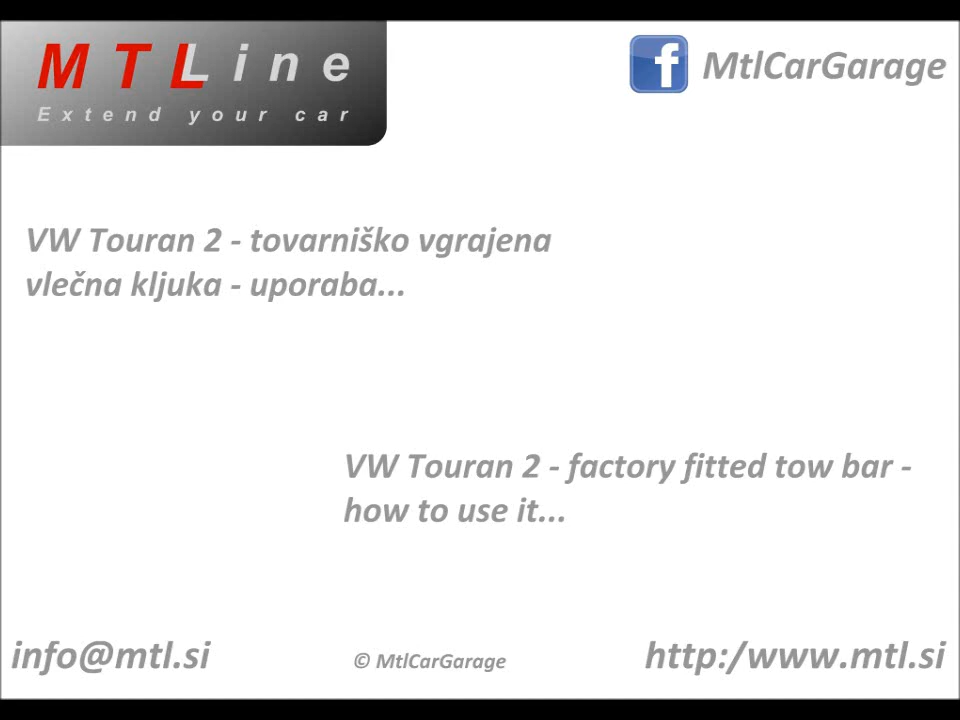 MTLLine
Extend your car
MtlCarGarage
VW Touran 2 - tovarniško vgrajena
vlečna kljuka - uporaba...
VW Touran 2 - factory fitted tow bar -
how to use it...
info@mtl.si
© MtlCarGarage
http:/www.mtl.si